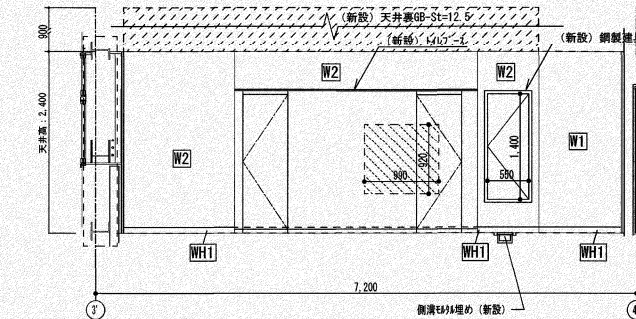 (新設) 天井裏GB-St=12.5
900
(新設) トイレブース
(新設) 鋼製建具
W2
W2
天井高:2,400
W2
990
920
1,400
550
W1
WH1
WH1
WH1
7,200
側溝モルタル埋め (新設)
3'
4